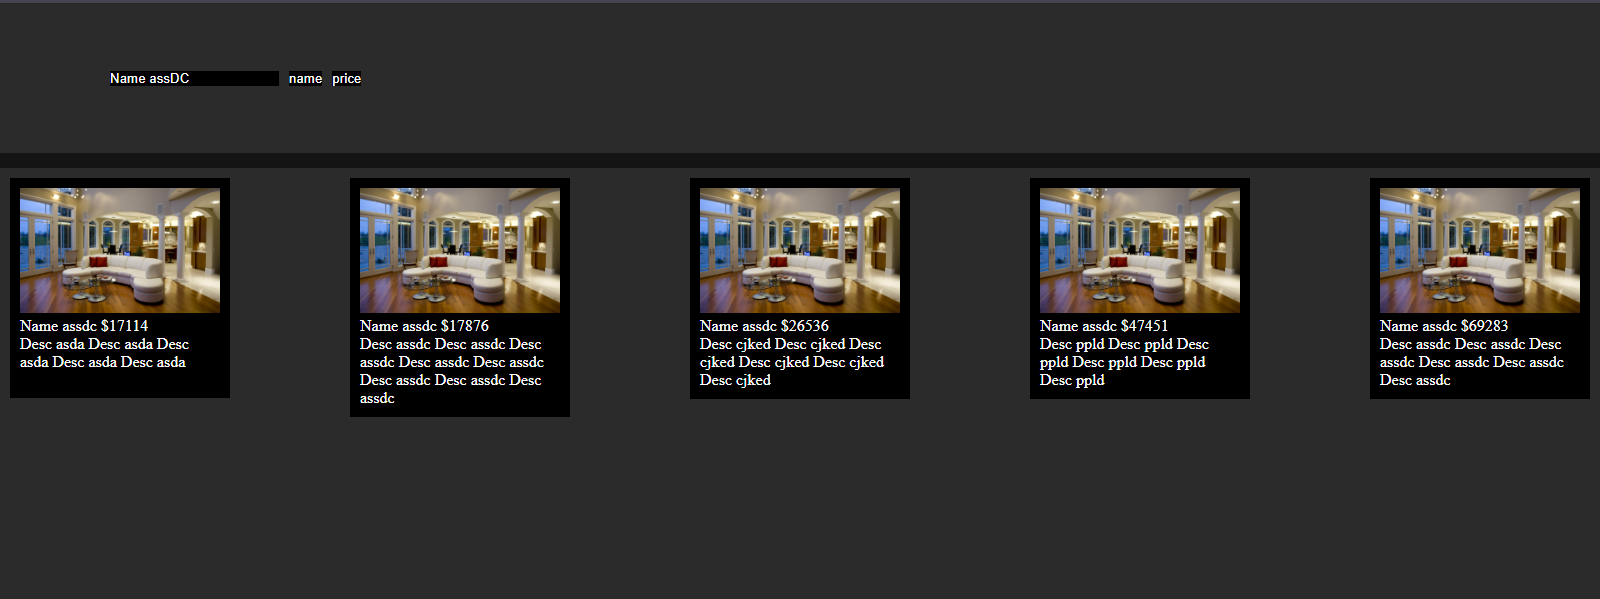 Name assDC name price
Name assdc $17114
Desc asda Desc asda Desc
asda Desc asda Desc asda
Name assdc $17876
Desc assdc Desc assdc Desc
assdc Desc assdc Desc assdc
Desc assdc Desc assdc Desc
assdc
Name assdc $26536
Desc cjked Desc cjked Desc
cjked Desc cjked Desc cjked
Desc cjked
Name assdc $47451
Desc ppld Desc ppld Desc
ppld Desc ppld Desc ppld
Desc ppld
Name assdc $69283
Desc assdc Desc assdc Desc
assdc Desc assdc Desc assdc
Desc assdc